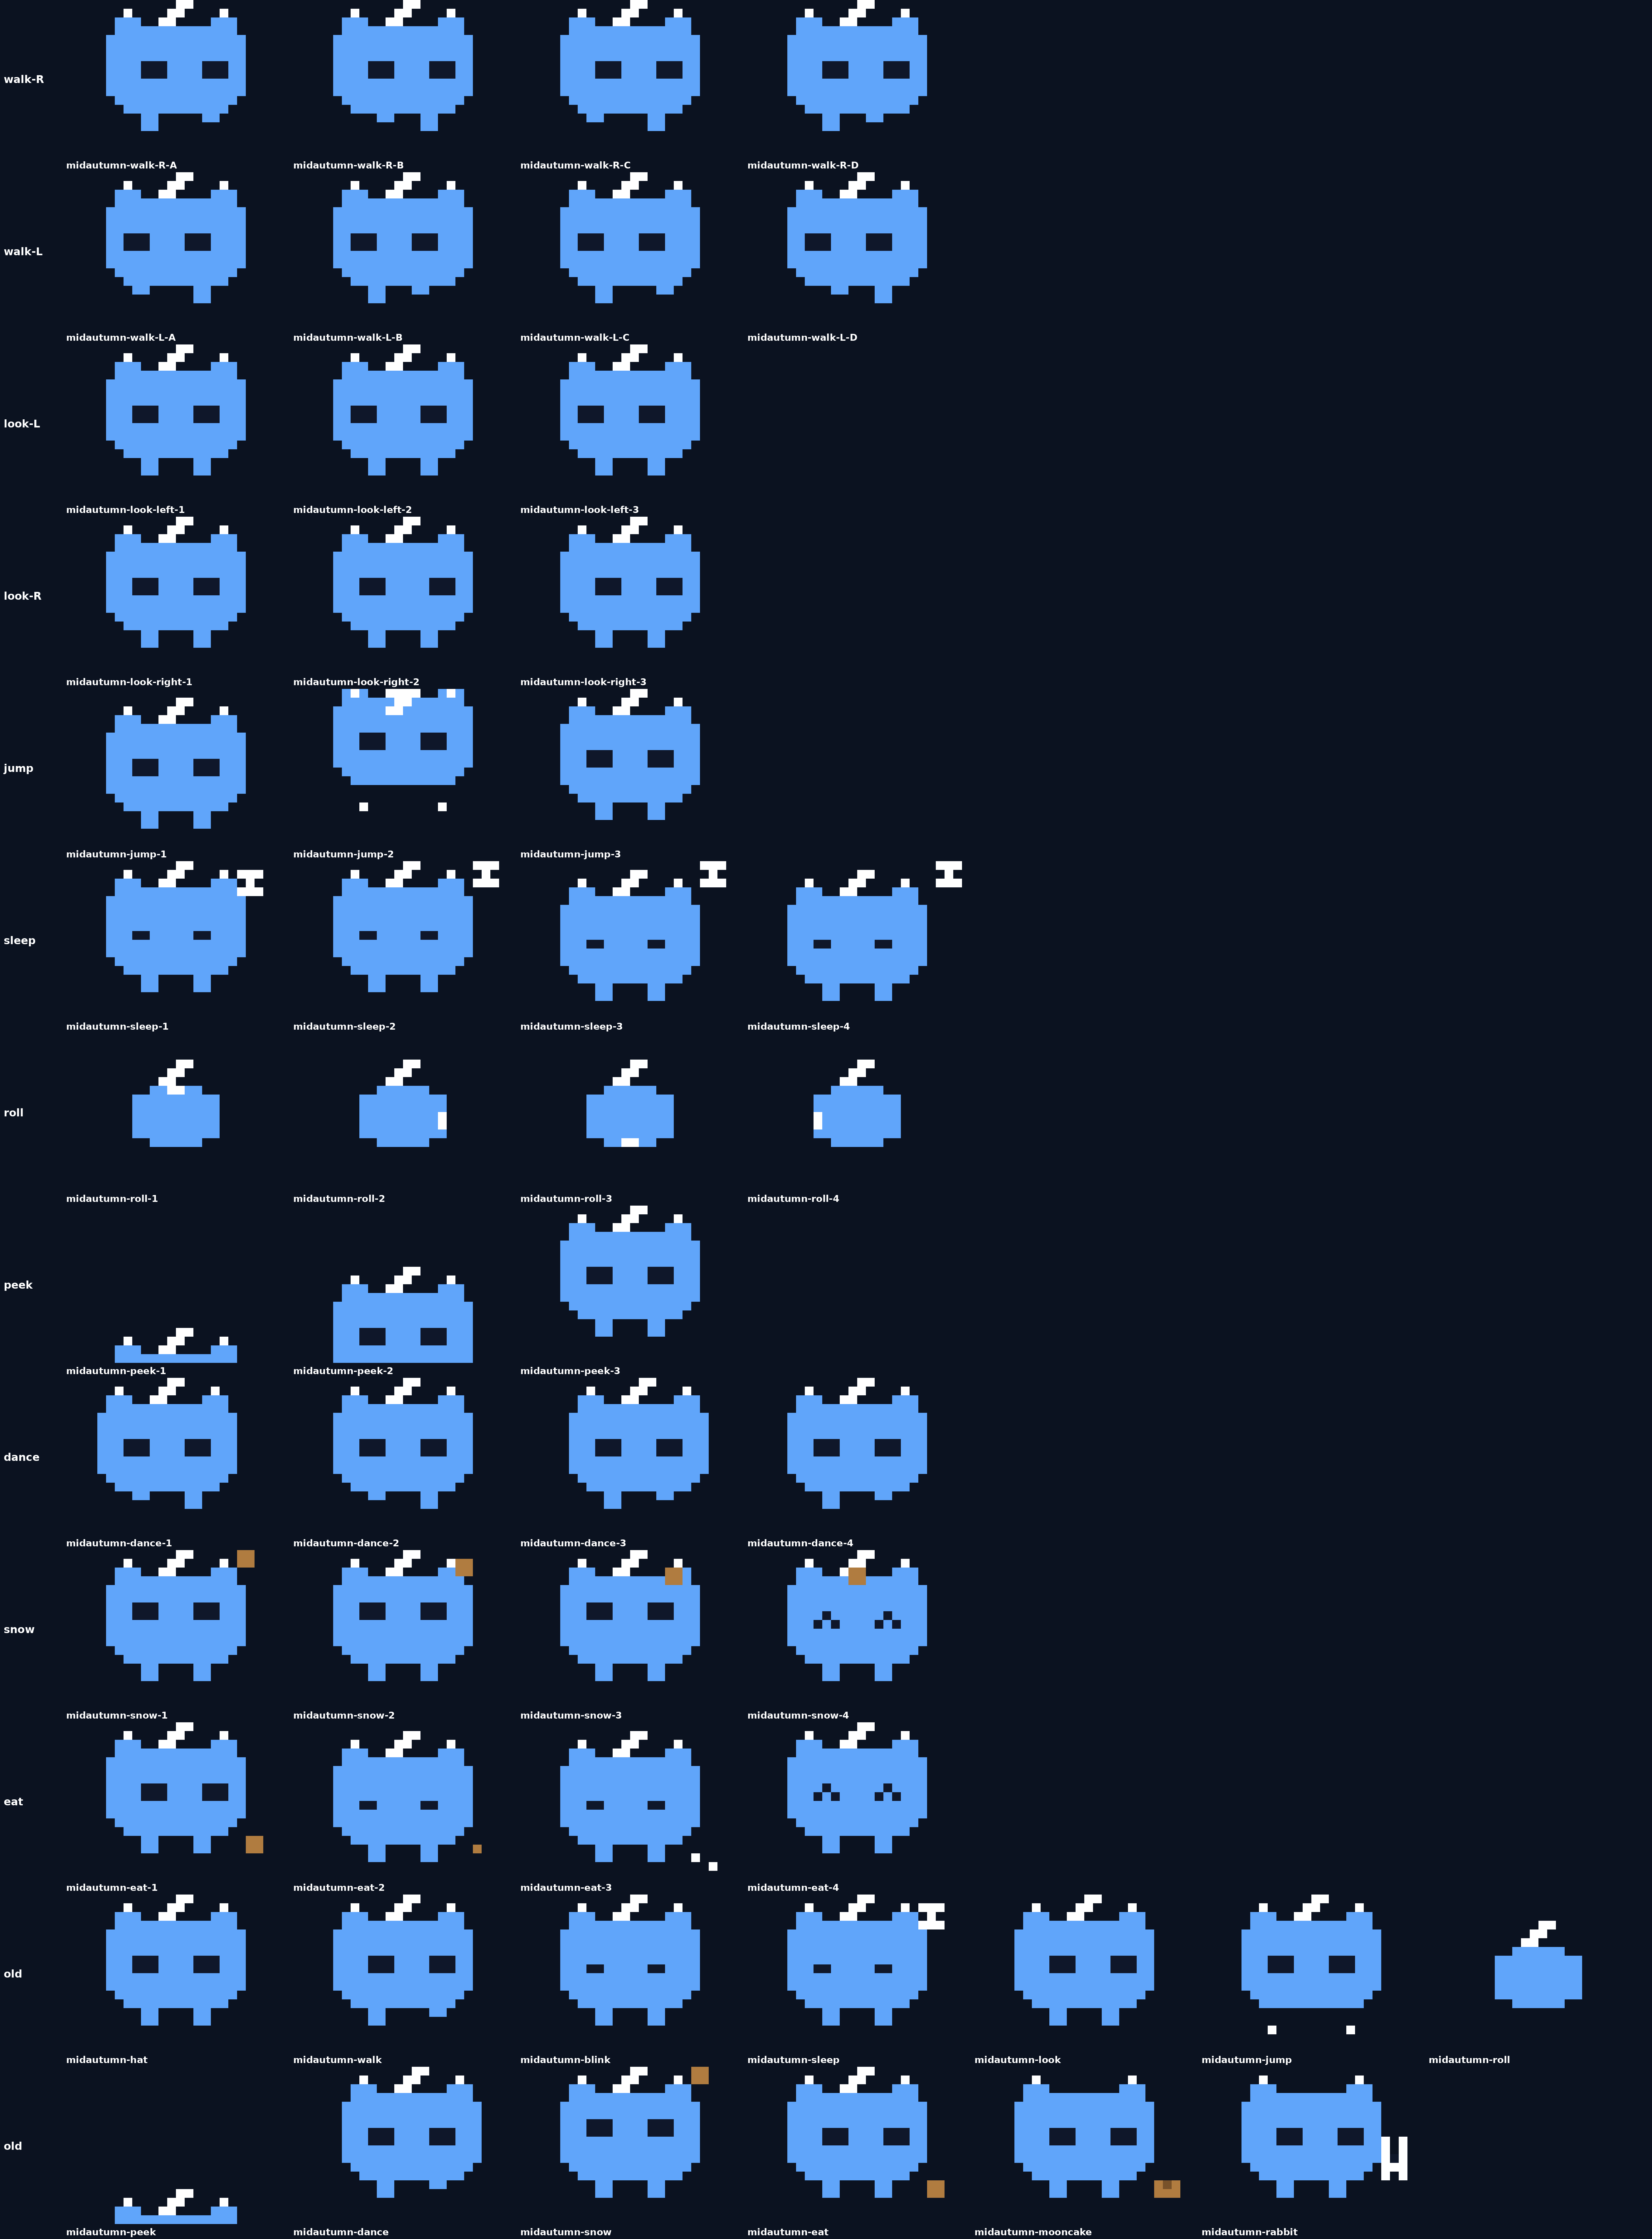 walk-R
midautumn-walk-R-A midautumn-walk-R-B midautumn-walk-R-C midautumn-walk-R-D
walk-L
midautumn-walk-L-A midautumn-walk-L-B midautumn-walk-L-C midautumn-walk-L-D
look-L
midautumn-look-left-1 midautumn-look-left-2 midautumn-look-left-3
look-R
midautumn-look-right-1 midautumn-look-right-2 midautumn-look-right-3
jump
midautumn-jump-1 midautumn-jump-2 midautumn-jump-3
sleep
midautumn-sleep-1 midautumn-sleep-2 midautumn-sleep-3 midautumn-sleep-4
roll
midautumn-roll-1 midautumn-roll-2 midautumn-roll-3 midautumn-roll-4
peek
midautumn-peek-1 midautumn-peek-2 midautumn-peek-3
dance
midautumn-dance-1 midautumn-dance-2 midautumn-dance-3 midautumn-dance-4
snow
midautumn-snow-1 midautumn-snow-2 midautumn-snow-3 midautumn-snow-4
eat
midautumn-eat-1 midautumn-eat-2 midautumn-eat-3 midautumn-eat-4
old
midautumn-hat midautumn-walk midautumn-blink midautumn-sleep midautumn-look midautumn-jump midautumn-roll
old
midautumn-peek midautumn-dance midautumn-snow midautumn-eat midautumn-mooncake midautumn-rabbit